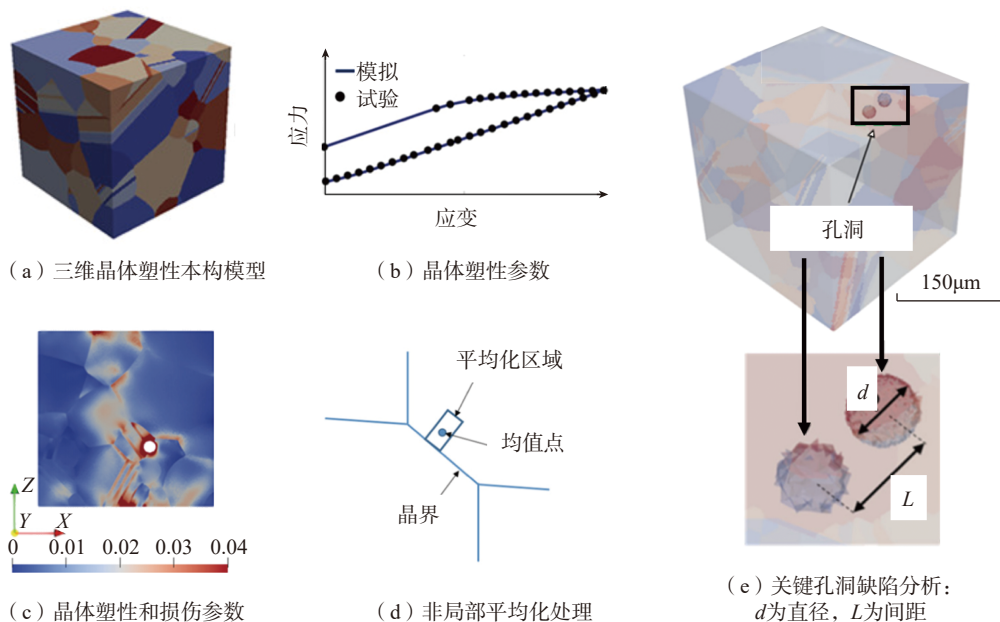 模拟
试验
应力
应变
(a)三维晶体塑性本构模型
(b)晶体塑性参数
孔洞
150μm
d
L
Z
Y
X
0 0.01 0.02 0.03 0.04
平均化区域
均值点
晶界
(c)晶体塑性和损伤参数
(d)非局部平均化处理
(e)关键孔洞缺陷分析:
d为直径,L为间距